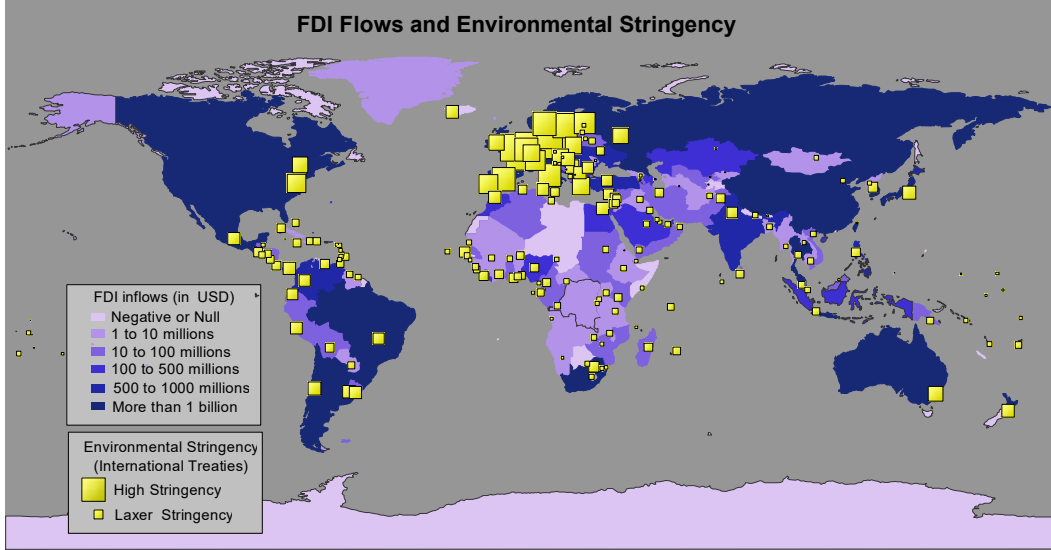 FDI Flows and Environmental Stringency
FDI inflows (in USD)
Negative or Null
1 to 10 millions
10 to 100 millions
100 to 500 millions
500 to 1000 millions
More than 1 billion
Environmental Stringency
(International Treaties)
High Stringency
Laxer Stringency